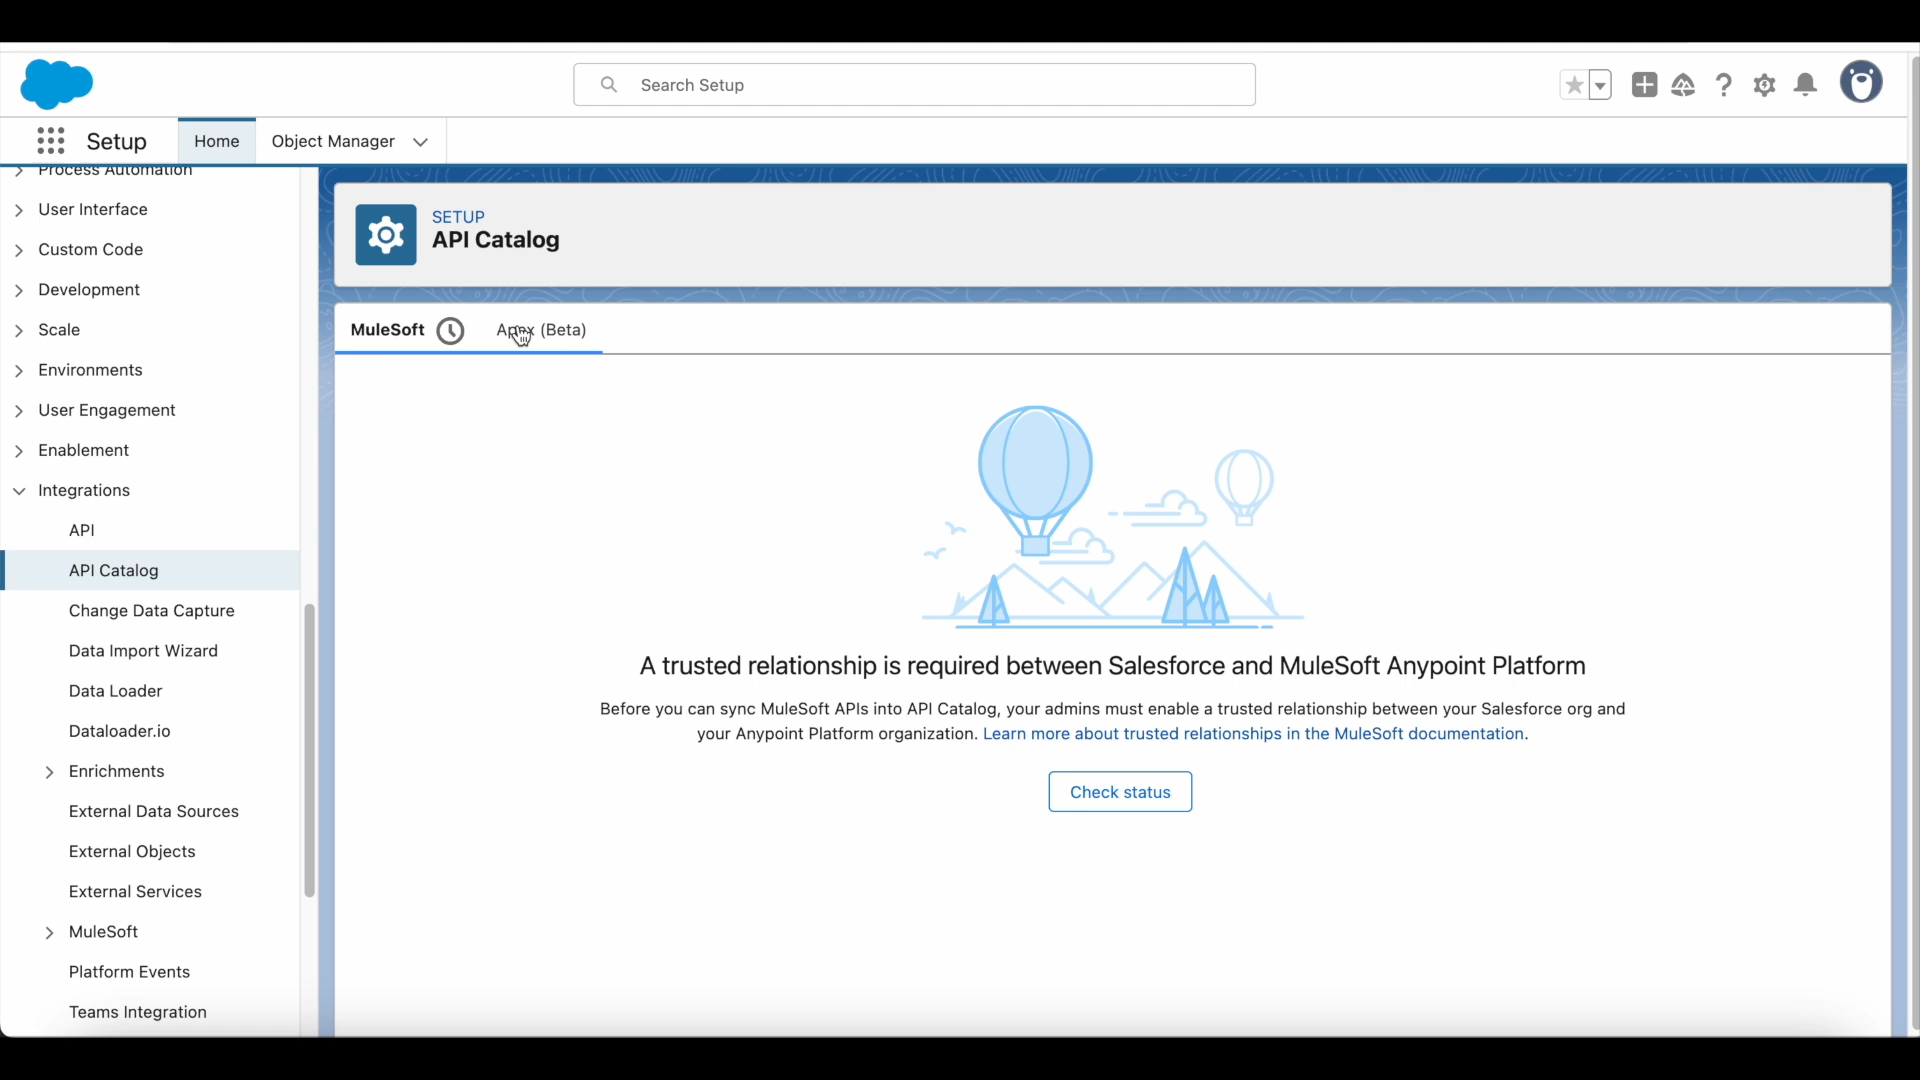 Search Setup
Setup
Home
Object Manager
Process Automation
User Interface
Custom Code
Development
Scale
Environments
User Engagement
Enablement
Integrations
API
API Catalog
Change Data Capture
Data Import Wizard
Data Loader
Dataloader.io
Enrichments
External Data Sources
External Objects
External Services
MuleSoft
Platform Events
Teams Integration
SETUP
API Catalog
MuleSoft
Apex (Beta)
A trusted relationship is required between Salesforce and MuleSoft Anypoint Platform
Before you can sync MuleSoft APIs into API Catalog, your admins must enable a trusted relationship between your Salesforce org and
your Anypoint Platform organization. Learn more about trusted relationships in the MuleSoft documentation.
Check status